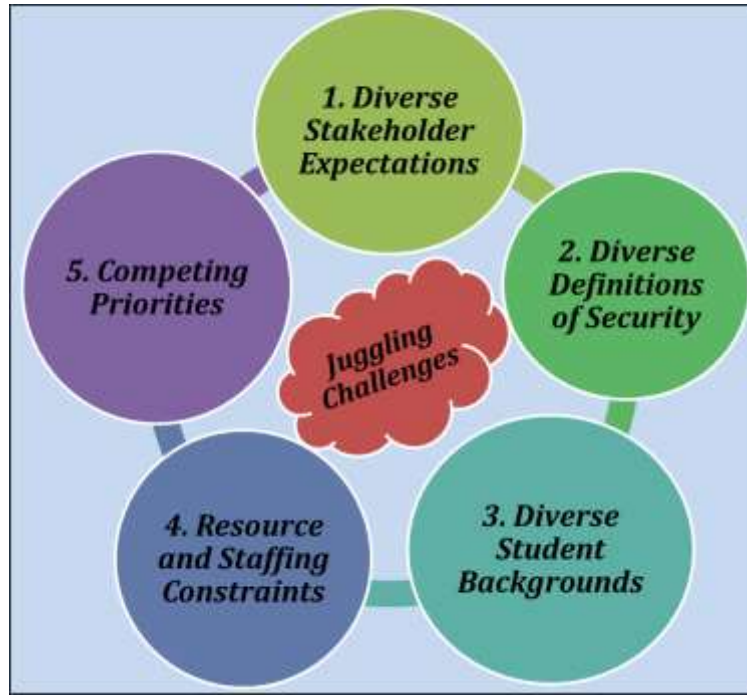 1. Diverse
Stakeholder
Expectations
2. Diverse
Definitions
of Security
3. Diverse
Student
Backgrounds
4. Resource
and Staffing
Constraints
5. Competing
Priorities
Juggling
Challenges